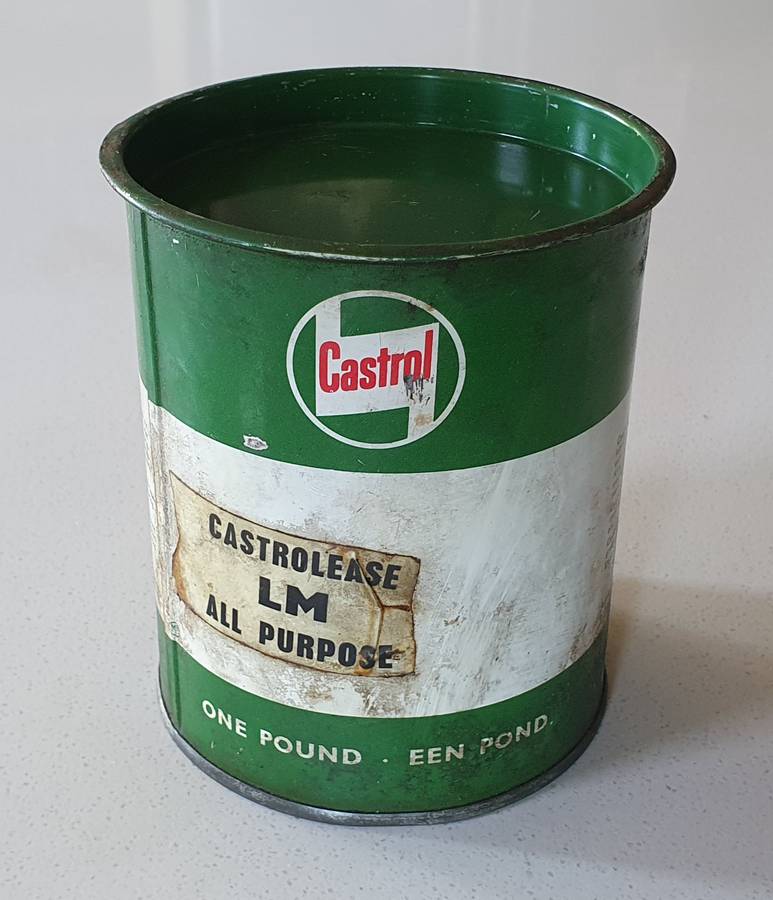 Castrol
CASTROLEASE
LM
ALL PURPOSE
ONE POUND · EEN POND.